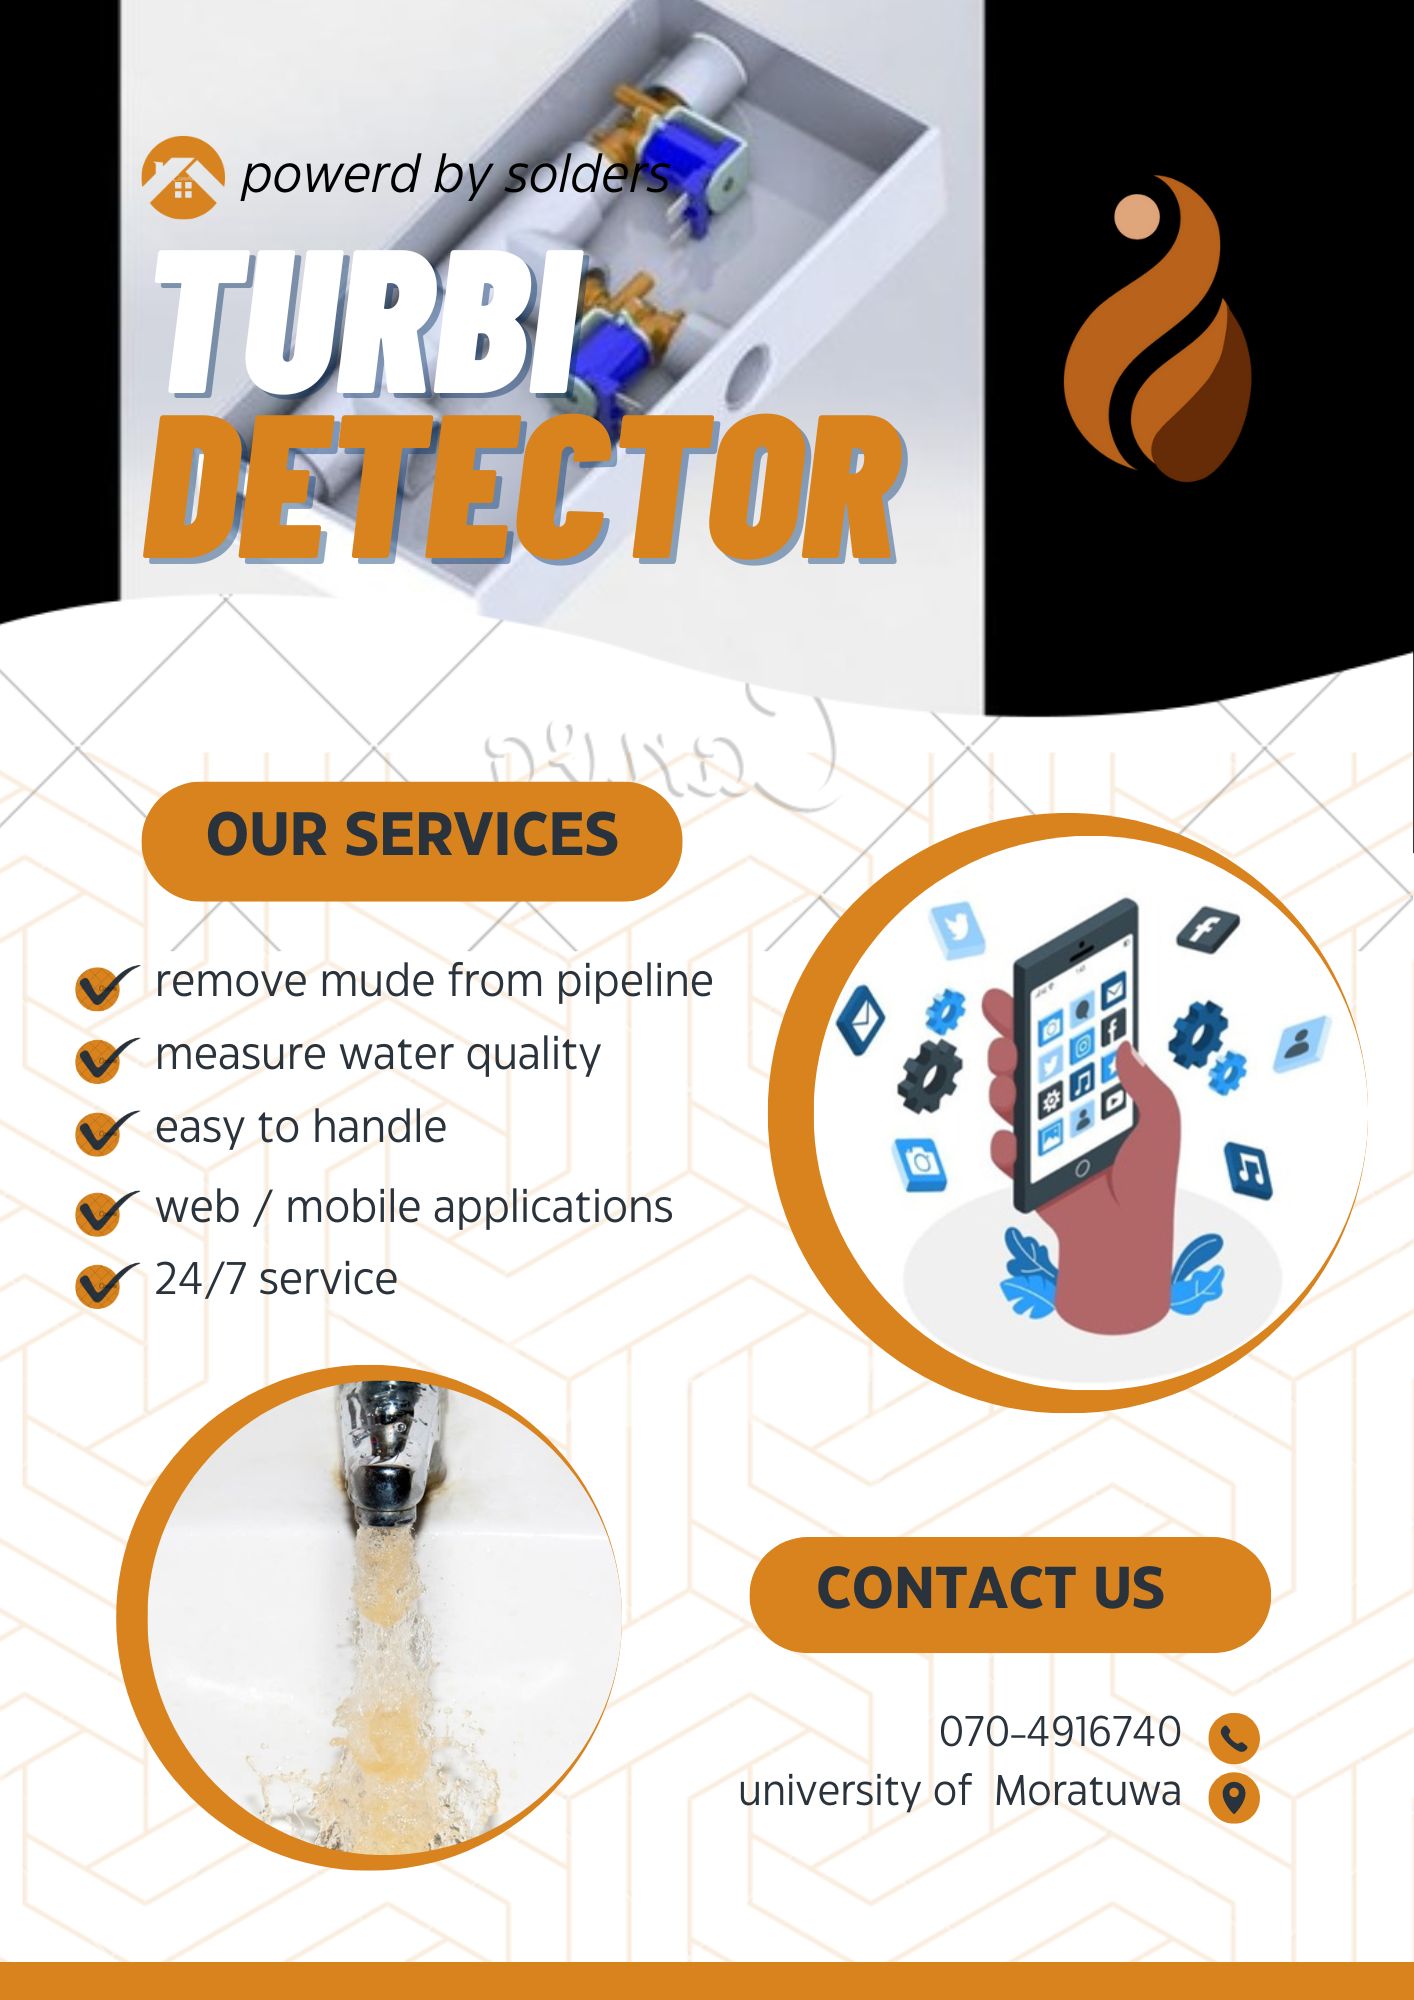 powerd by solders
TURBI
DETECTOR
Canva
OUR SERVICES
remove mude from pipeline
measure water quality
easy to handle
web / mobile applications
24/7 service
CONTACT US
070-4916740
university of Moratuwa